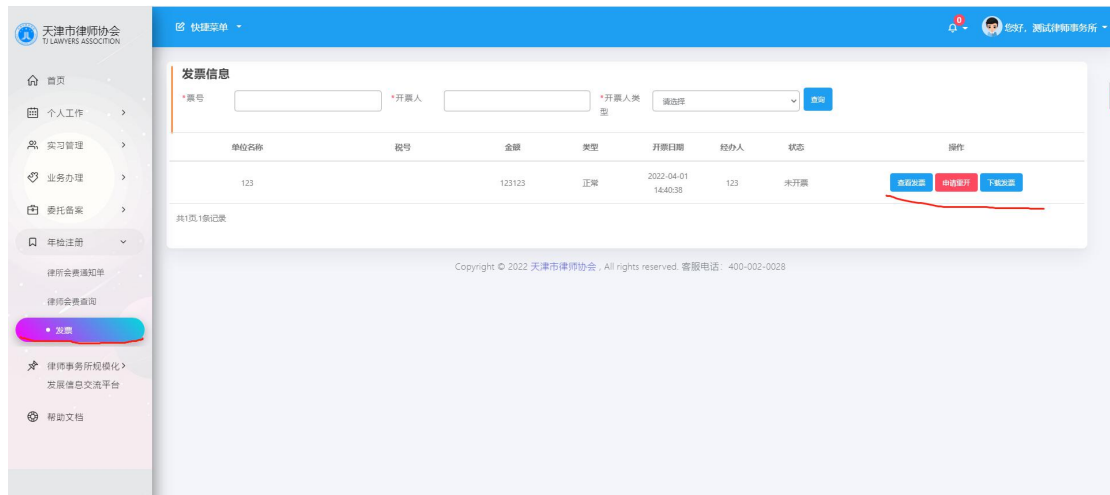 天津市律师协会
TJ LAWYERS ASSOCITION
快捷菜单
0
您好，测试律师事务所
首页
个人工作
实习管理
业务办理
委托备案
年检注册
律所会费通知单
律师会费查询
发票
律师事务所规模化
发展信息交流平台
帮助文档
发票信息
*票号
*开票人
*开票人类
型
请选择
查询
单位名称 税号 金额 类型 开票日期 经办人 状态 操作
123 123123 正常 2022-04-01 123 未开票 查看发票 申请重开 下载发票
14:40:38
共1页,1条记录
Copyright © 2022 天津市律师协会 , All rights reserved. 客服电话：400-002-0028